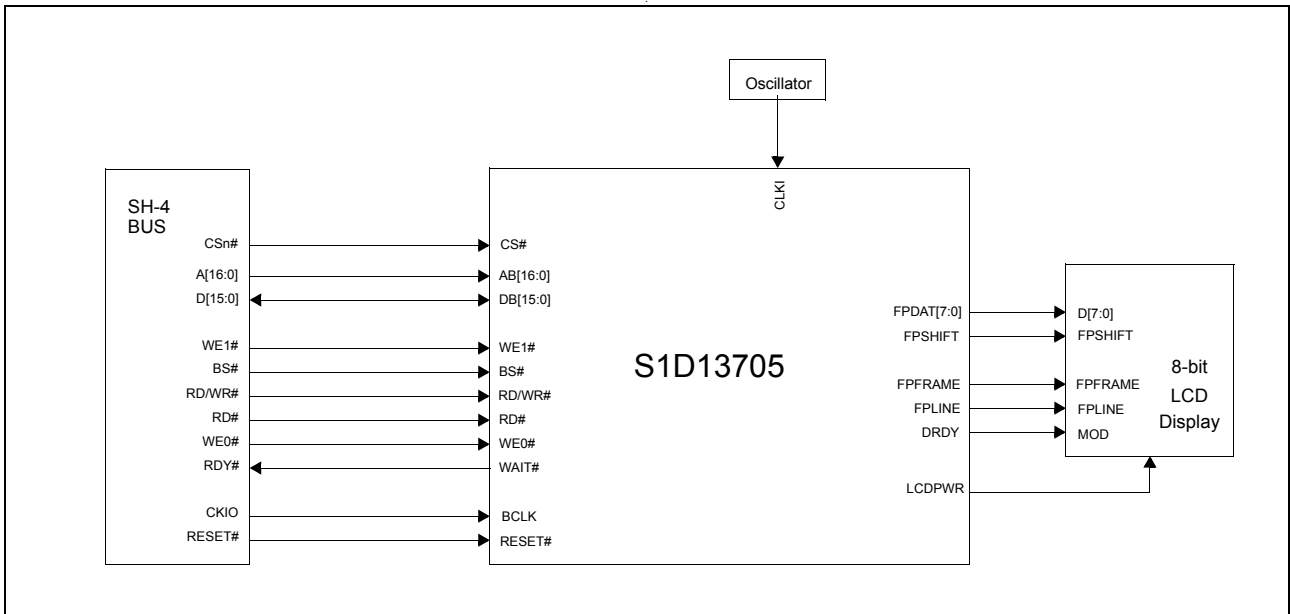 Oscillator
CLKI
SH-4
BUS
CSn#
A[16:0]
D[15:0]
WE1#
BS#
RD/WR#
RD#
WE0#
RDY#
CKIO
RESET#
CS#
AB[16:0]
DB[15:0]
WE1#
BS#
RD/WR#
RD#
WE0#
WAIT#
BCLK
RESET#
S1D13705
FPDAT[7:0]
FPSHIFT
FPFRAME
FPLINE
DRDY
LCDPWR
D[7:0]
FPSHIFT
FPFRAME
FPLINE
MOD
8-bit
LCD
Display